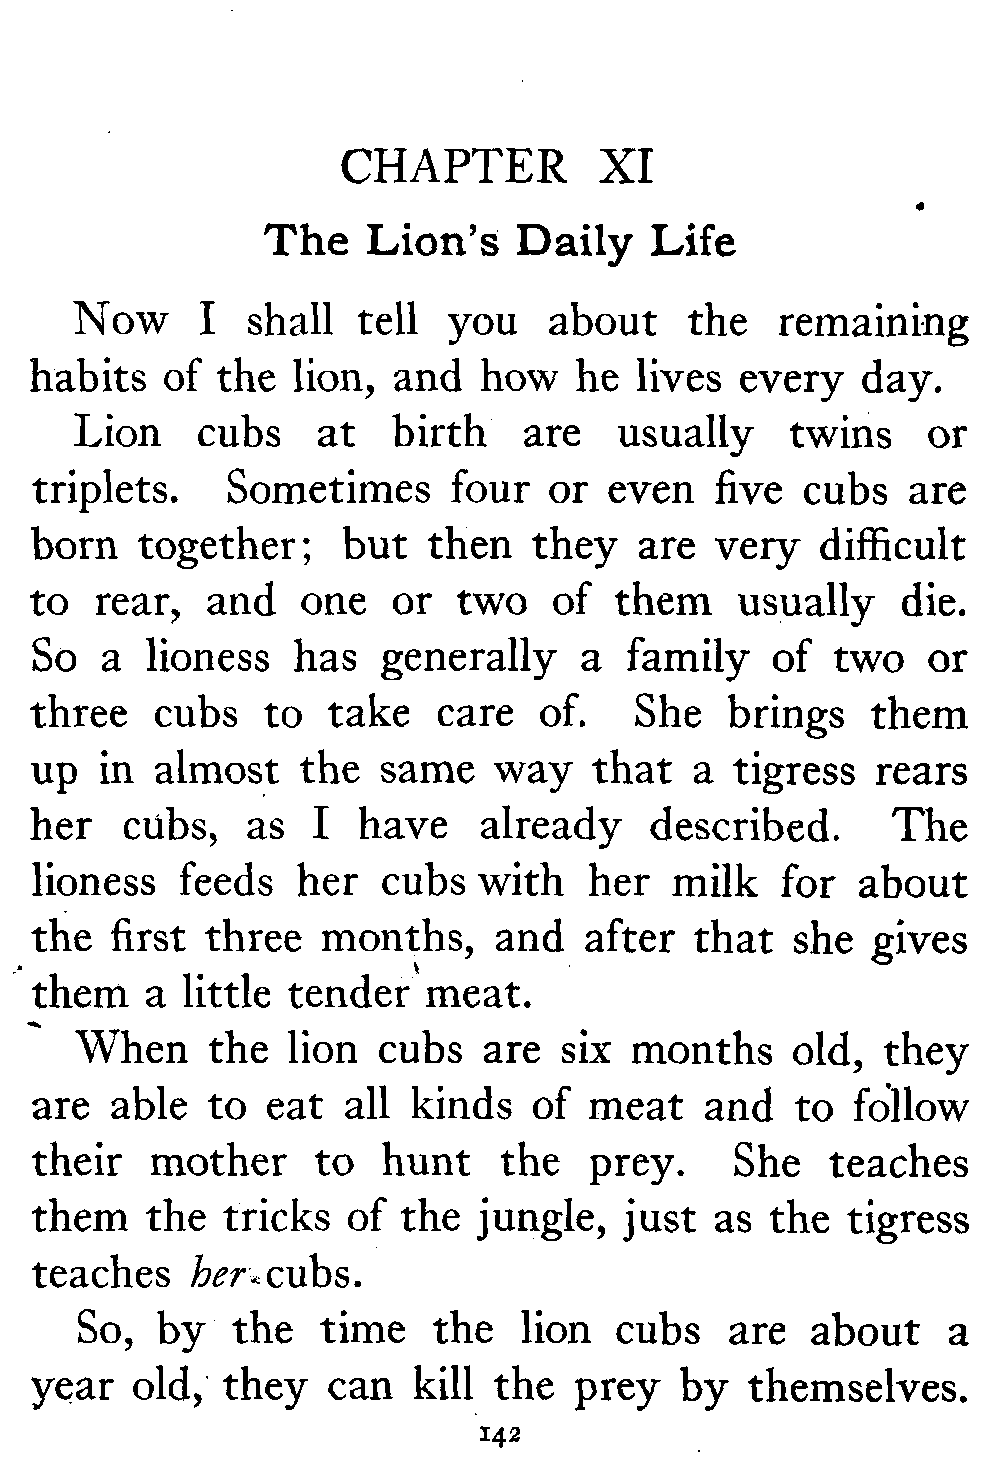 CHAPTER XI
The Lion's Daily Life
Now I shall tell you about the remaining
habits of the lion, and how he lives every day.
Lion cubs at birth are usually twins or
triplets. Sometimes four or even five cubs are
born together; but then they are very difficult
to rear, and one or two of them usually die.
So a lioness has generally a family of two or
three cubs to take care of. She brings them
up in almost the same way that a tigress rears
her cubs, as I have already described. The
lioness feeds her cubs with her milk for about
the first three months, and after that she gives
them a little tender meat.
When the lion cubs are six months old, they
are able to eat all kinds of meat and to follow
their mother to hunt the prey. She teaches
them the tricks of the jungle, just as the tigress
teaches her cubs.
So, by the time the lion cubs are about a
year old, they can kill the prey by themselves.
142